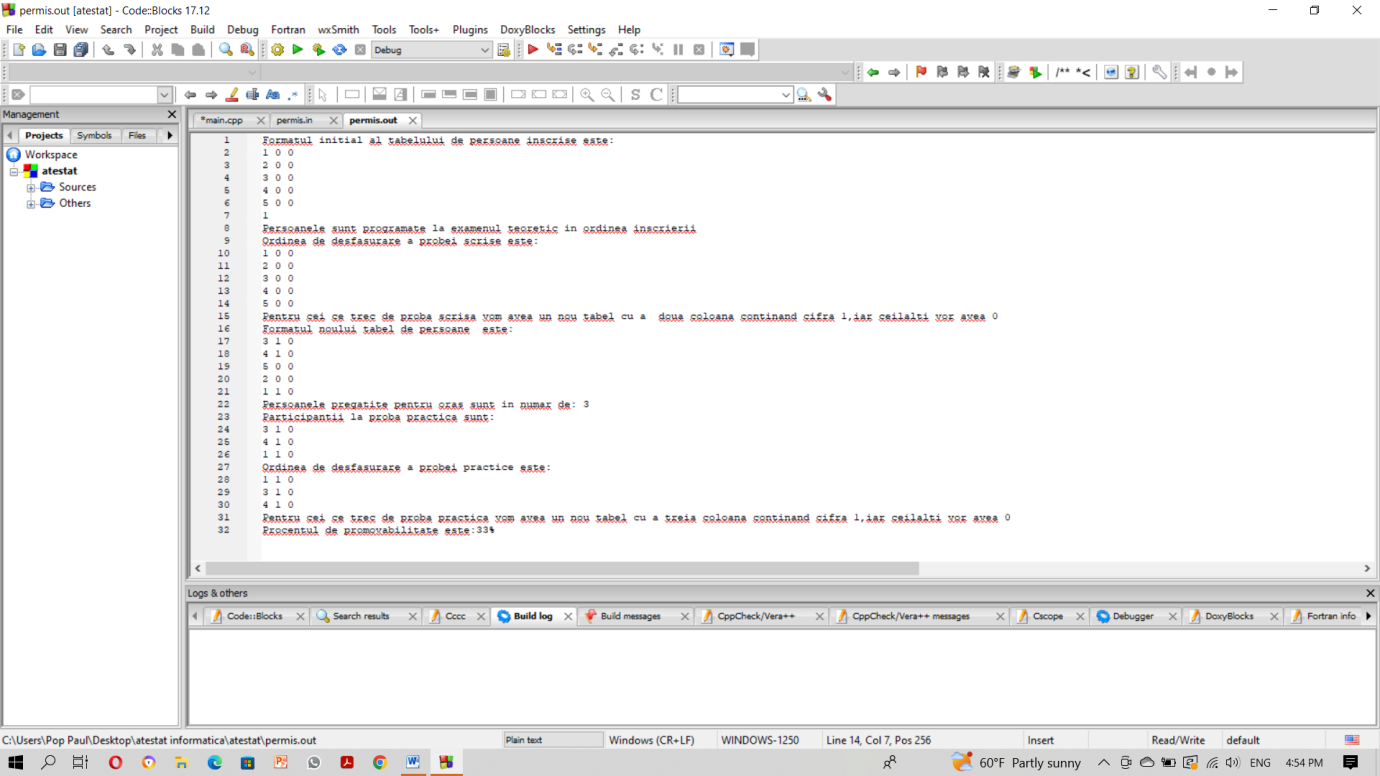 permis.out [atestat] - Code::Blocks 17.12
File Edit View Search Project Build Debug Fortran wxSmith Tools Tools+ Plugins DoxyBlocks Settings Help
Debug
/** *<
S C
Management
Projects Symbols Files
*main.cpp permis.in permis.out
Workspace
atestat
Sources
Others
1 Formatul initial al tabelului de persoane inscrise este:
2 1 0 0
3 2 0 0
4 3 0 0
5 4 0 0
6 5 0 0
7 1
8 Persoanele sunt programate la examenul teoretic in ordinea inscrierii
9 Ordinea de desfasurare a probei scrise este:
10 1 0 0
11 2 0 0
12 3 0 0
13 4 0 0
14 5 0 0
15 Pentru cei ce trec de proba scrisa vom avea un nou tabel cu a  doua coloana continand cifra 1,iar ceilalti vor avea 0
16 Formatul noului tabel de persoane  este:
17 3 1 0
18 4 1 0
19 5 0 0
20 2 0 0
21 1 1 0
22 Persoanele pregatite pentru oras sunt in numar de: 3
23 Participantii la proba practica sunt:
24 3 1 0
25 4 1 0
26 1 1 0
27 Ordinea de desfasurare a probei practice este:
28 1 1 0
29 3 1 0
30 4 1 0
31 Pentru cei ce trec de proba practica vom avea un nou tabel cu a treia coloana continand cifra 1,iar ceilalti vor avea 0
32 Procentul de promovabilitate este:33%
Logs & others
Code::Blocks Search results Cccc Build log Build messages CppCheck/Vera++ CppCheck/Vera++ messages Cscope Debugger DoxyBlocks Fortran info
C:\Users\Pop Paul\Desktop\atestat informatica\atestat\permis.out Plain text Windows (CR+LF) WINDOWS-1250 Line 14, Col 7, Pos 256 Insert Read/Write default
60°F Partly sunny ENG 4:54 PM